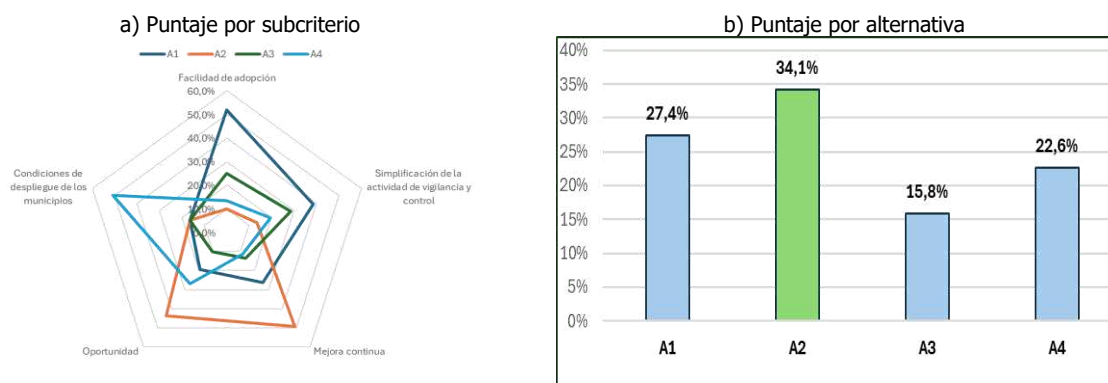 a) Puntaje por subcriterio
A1 A2 A3 A4
Facilidad de adopción
60,0%
50,0%
40,0%
30,0%
20,0%
10,0%
0,0%
Simplificación de la
actividad de vigilancia y
control
Mejora continua
Oportunidad
Condiciones de
despliegue de los
municipios
b) Puntaje por alternativa
40%
35%
30%
25%
20%
15%
10%
5%
0%
27,4%
34,1%
15,8%
22,6%
A1 A2 A3 A4